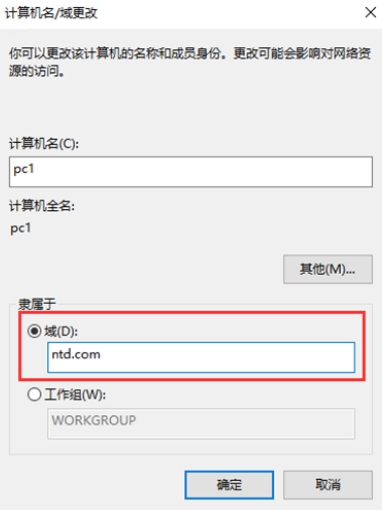 计算机名/域更改
你可以更改该计算机的名称和成员身份。更改可能会影响对网络资
源的访问。
计算机名(C):
pc1
计算机全名:
pc1
其他(M)...
隶属于
域(D):
ntd.com
工作组(W):
WORKGROUP
确定
取消